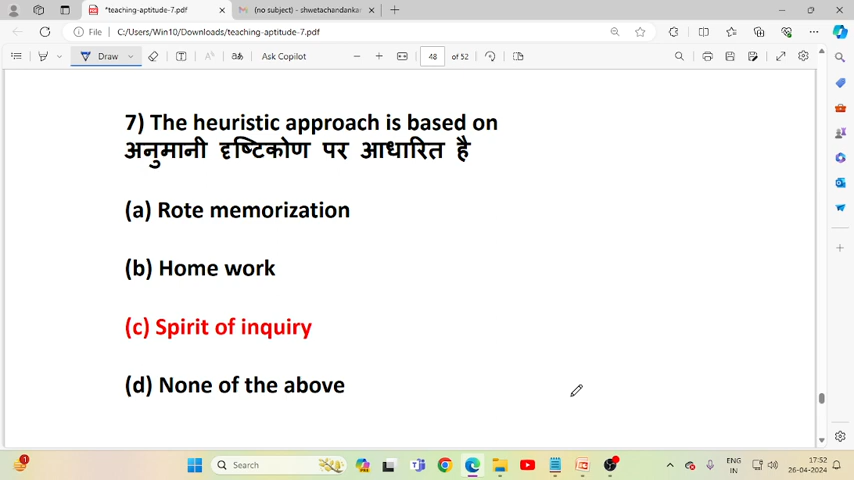 *teaching-aptitude-7.pdf
(no subject) - shwetachandankar
File
C:/Users/Win10/Downloads/teaching-aptitude-7.pdf
Draw
Ask Copilot
48 of 52
7) The heuristic approach is based on
अनुमानी दृष्टिकोण पर आधारित है
(a) Rote memorization
(b) Home work
(c) Spirit of inquiry
(d) None of the above
Search
ENG
IN
17:52
26-04-2024